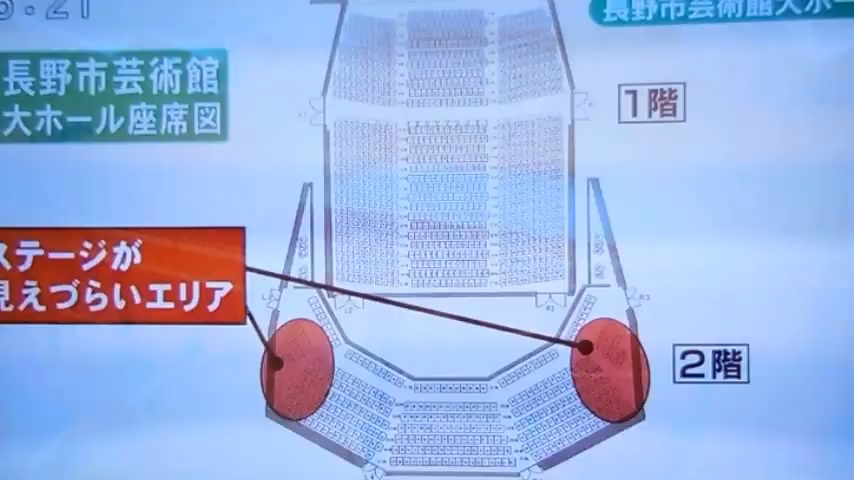 長野市芸術館大ホー
長野市芸術館
大ホール座席図
1階
ステージが
見えづらいエリア
2階